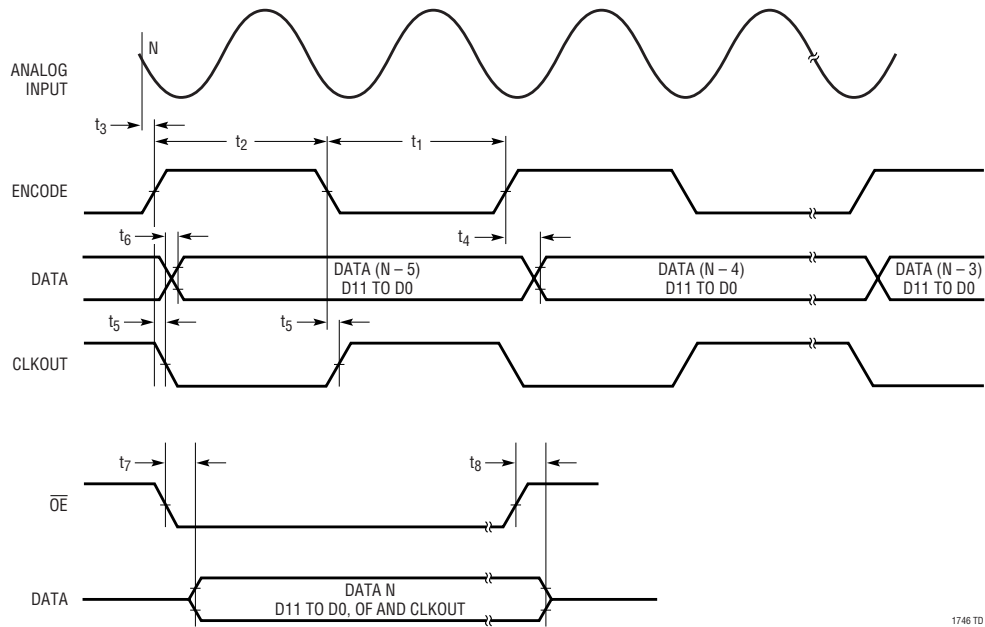 N
ANALOG
INPUT
t3
t2
t1
ENCODE
t6
t4
DATA
DATA (N – 5)
D11 TO D0
DATA (N – 4)
D11 TO D0
DATA (N – 3)
D11 TO D0
t5
t5
CLKOUT
t7
t8
OE
DATA
DATA N
D11 TO D0, OF AND CLKOUT
1746 TD